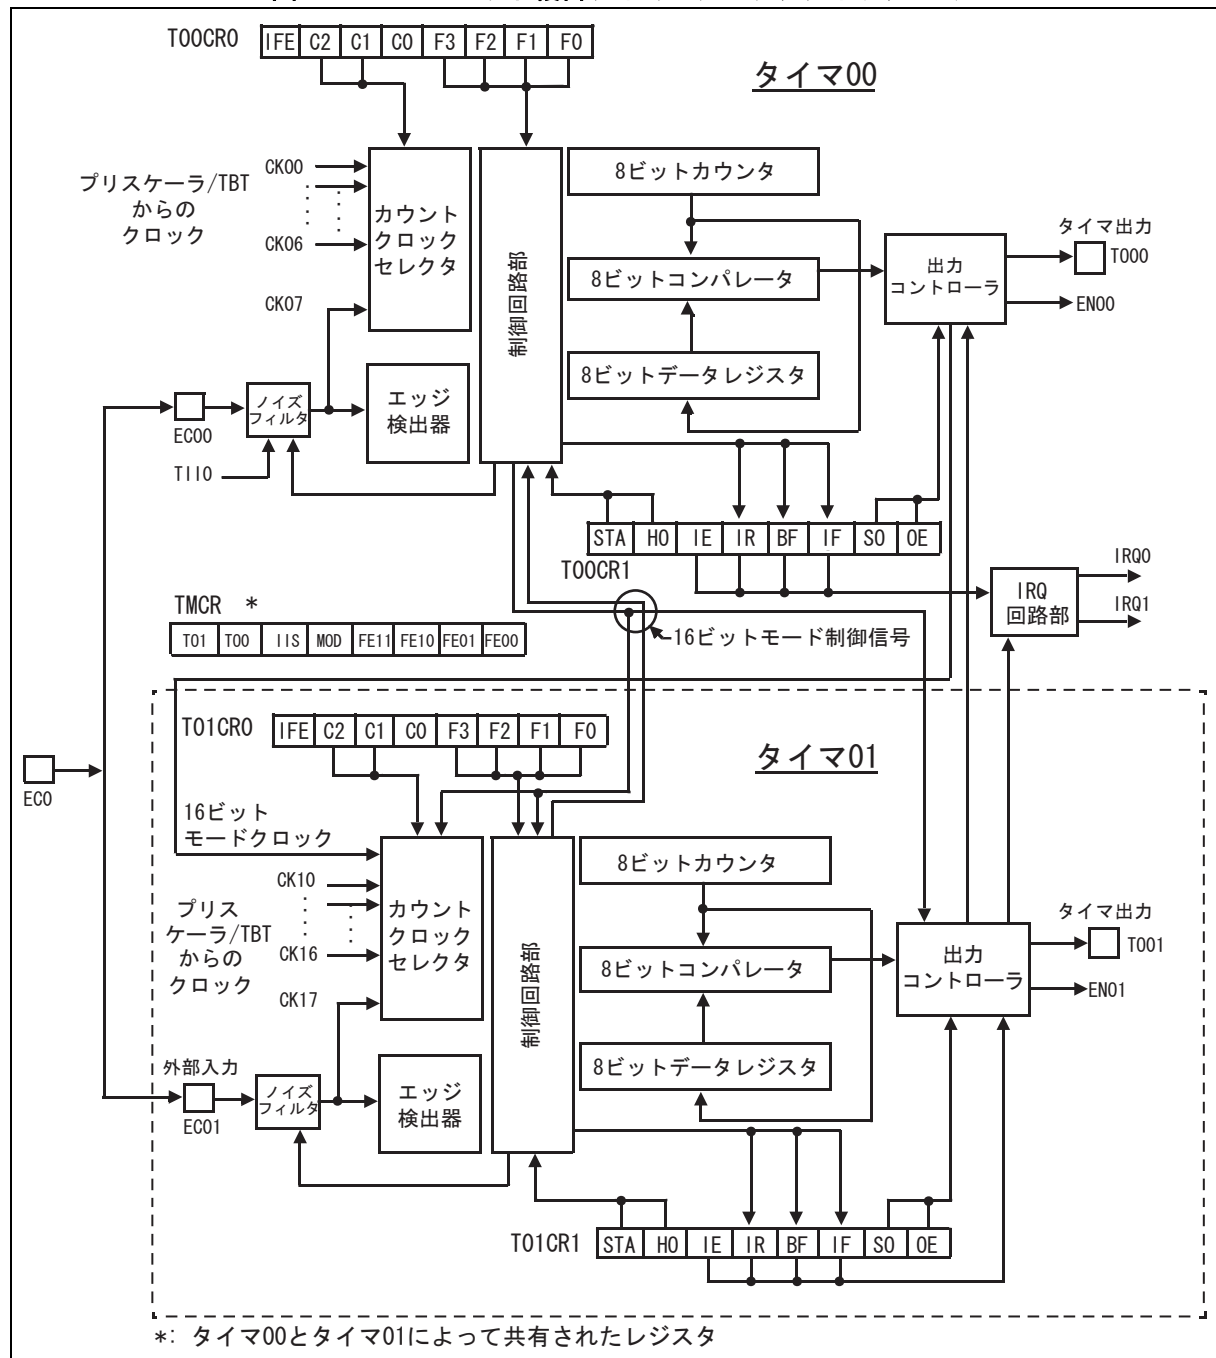 T00CR0 IFE C2 C1 C0 F3 F2 F1 F0
タイマ00
プリスケーラ/TBT
からの
クロック
CK00
CK06
CK07
カウント
クロック
セレクタ
制御回路部
8ビットカウンタ
8ビットコンパレータ
8ビットデータレジスタ
出力
コントローラ
タイマ出力
TO00
EN00
EC00
ノイズ
フィルタ
エッジ
検出器
TII0
STA HO IE IR BF IF SO OE
T00CR1
IRQ
回路部
IRQ0
IRQ1
16ビットモード制御信号
TMCR *
TO1 TO0 IIS MOD FE11 FE10 FE01 FE00
T01CR0 IFE C2 C1 C0 F3 F2 F1 F0
タイマ01
EC0
16ビット
モードクロック
プリス
ケーラ/TBT
からの
クロック
CK10
CK16
CK17
カウント
クロック
セレクタ
制御回路部
8ビットカウンタ
8ビットコンパレータ
8ビットデータレジスタ
出力
コントローラ
タイマ出力
TO01
EN01
外部入力
EC01
ノイズ
フィルタ
エッジ
検出器
T01CR1 STA HO IE IR BF IF SO OE
*: タイマ00とタイマ01によって共有されたレジスタ